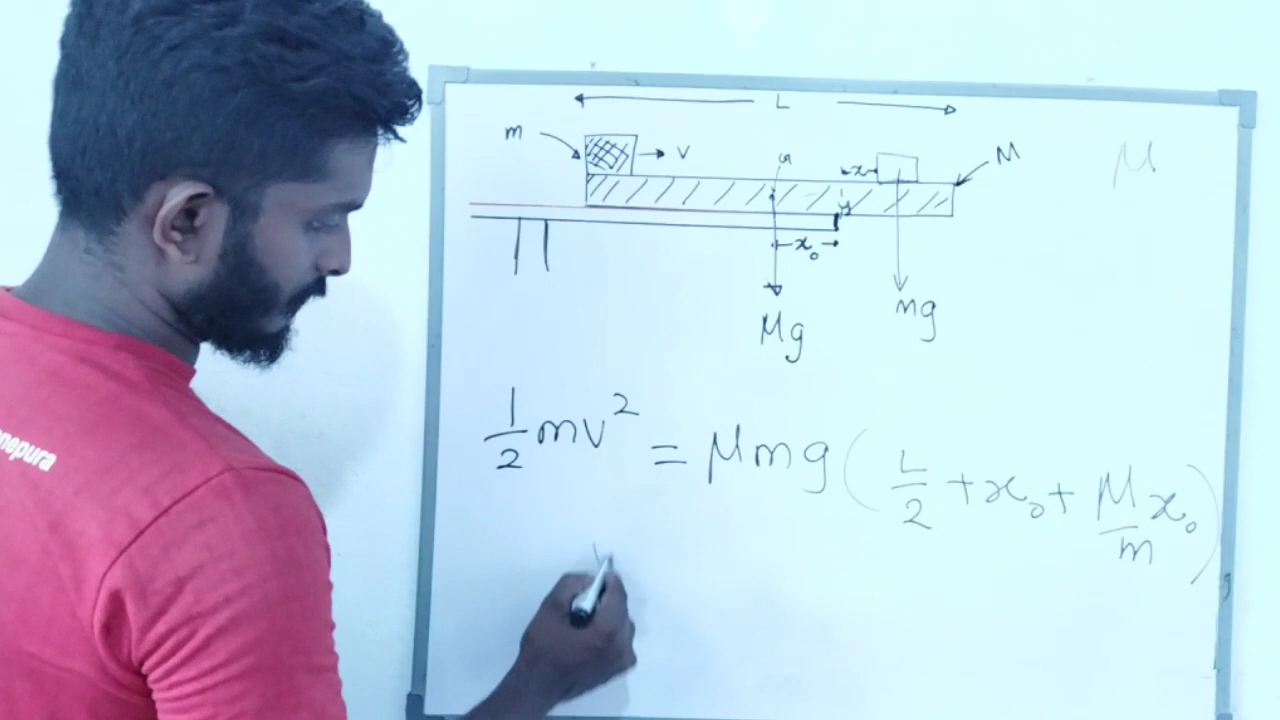 L
m
V
G
x
M
μ
x₀
Mg
mg
1/2 mv² = μmg(L/2 + x₀ + M/m x₀)
nepura